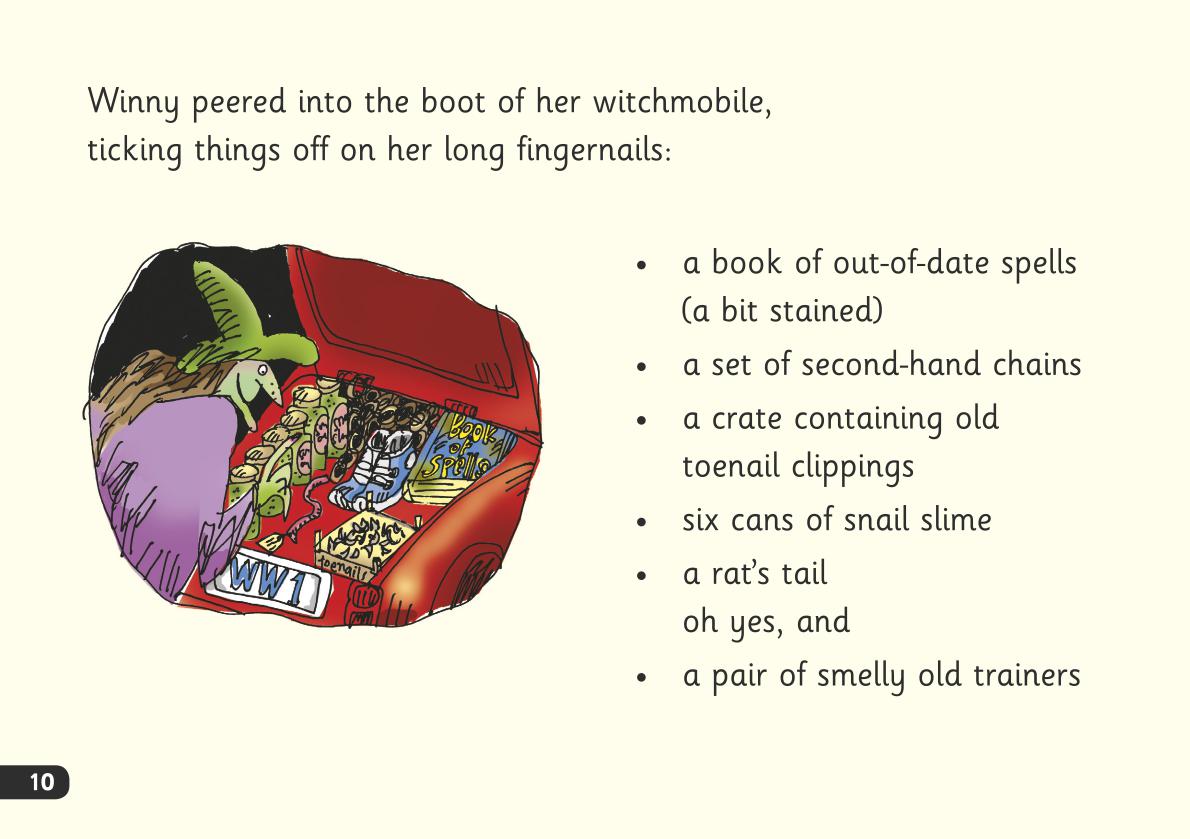 Winny peered into the boot of her witchmobile,
ticking things off on her long fingernails:
• a book of out-of-date spells
(a bit stained)
• a set of second-hand chains
• a crate containing old
toenail clippings
• six cans of snail slime
• a rat's tail
oh yes, and
• a pair of smelly old trainers
Book
of
Spells
toenails
WW1
10